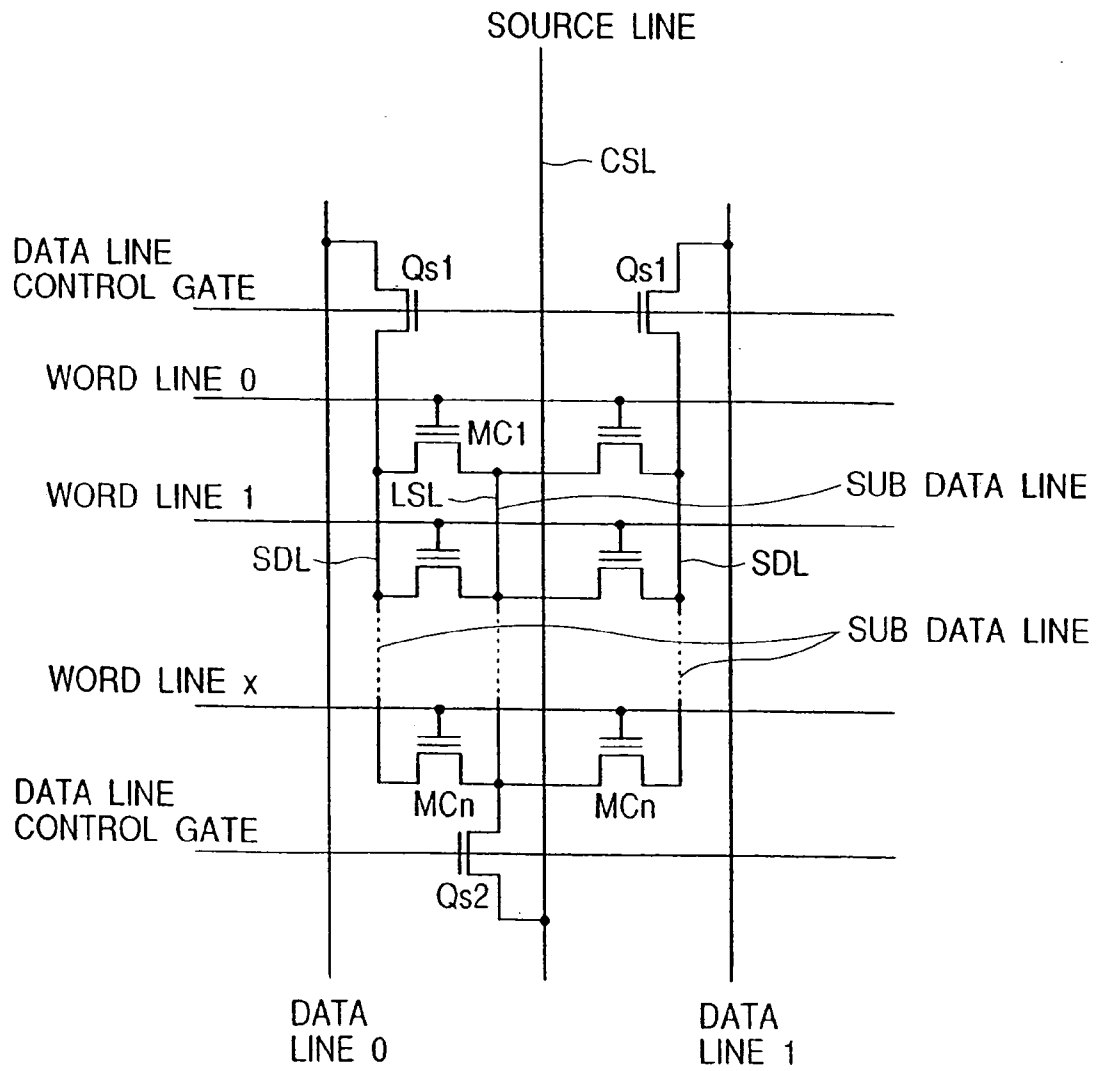 SOURCE LINE
CSL
DATA LINE
CONTROL GATE
Qs1
Qs1
WORD LINE 0
MC1
WORD LINE 1
LSL
SUB DATA LINE
SDL
SDL
SUB DATA LINE
WORD LINE x
DATA LINE
CONTROL GATE
MCn
MCn
Qs2
DATA
LINE 0
DATA
LINE 1